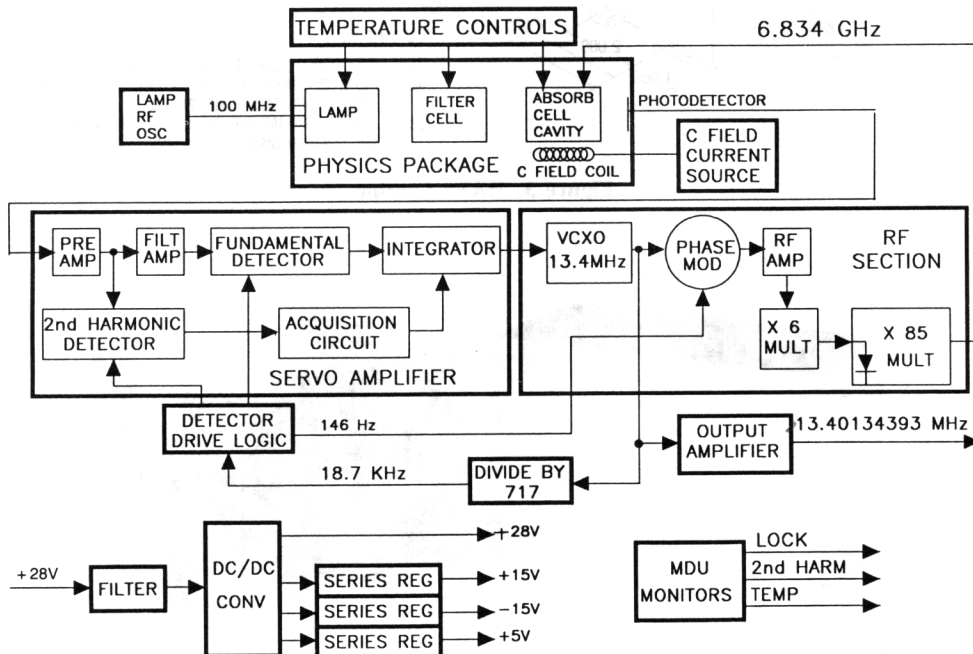 TEMPERATURE CONTROLS
6.834 GHz
LAMP
RF
OSC
100 MHz
LAMP
FILTER
CELL
ABSORB
CELL
CAVITY
PHOTODETECTOR
PHYSICS PACKAGE
C FIELD COIL
C FIELD
CURRENT
SOURCE
PRE
AMP
FILT
AMP
FUNDAMENTAL
DETECTOR
INTEGRATOR
VCXO
13.4MHz
PHASE
MOD
RF
AMP
RF
SECTION
2nd HARMONIC
DETECTOR
ACQUISITION
CIRCUIT
X 6
MULT
X 85
MULT
SERVO AMPLIFIER
DETECTOR
DRIVE LOGIC
146 Hz
OUTPUT
AMPLIFIER
13.40134393 MHz
18.7 KHz
DIVIDE BY
717
+28V
FILTER
DC/DC
CONV
+28V
SERIES REG
+15V
SERIES REG
-15V
SERIES REG
+5V
MDU
MONITORS
LOCK
2nd HARM
TEMP